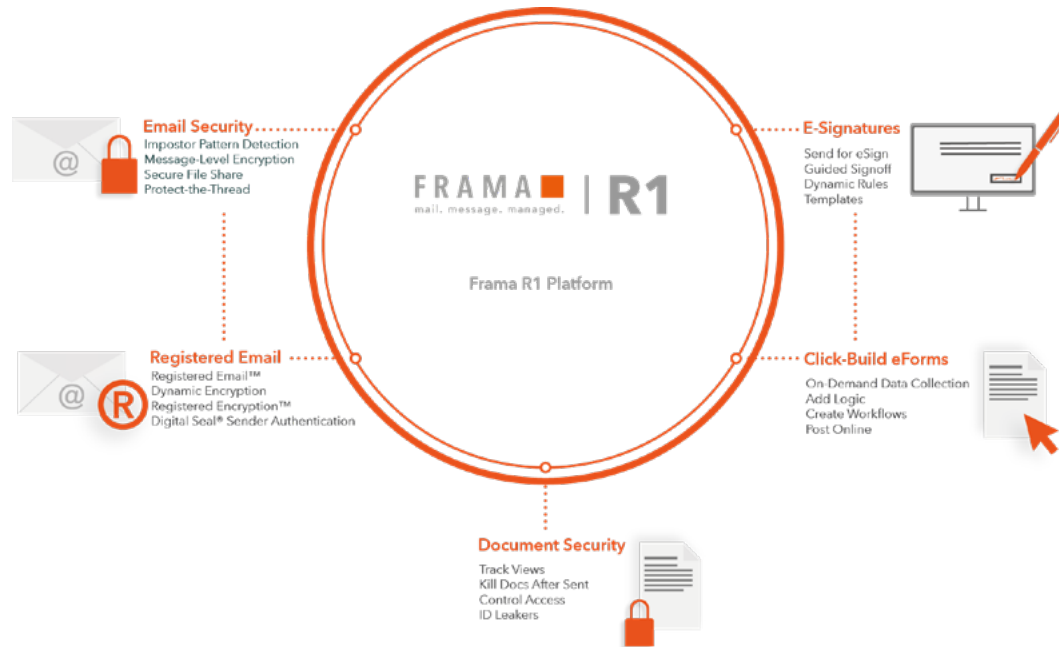 Email Security
Impostor Pattern Detection
Message-Level Encryption
Secure File Share
Protect-the-Thread
@
E-Signatures
Send for eSign
Guided Signoff
Dynamic Rules
Templates
FRAMA | R1
mail. message. managed.
Frama R1 Platform
Registered Email
Registered Email™
Dynamic Encryption
Registered Encryption™
Digital Seal® Sender Authentication
@
R
Click-Build eForms
On-Demand Data Collection
Add Logic
Create Workflows
Post Online
Document Security
Track Views
Kill Docs After Sent
Control Access
ID Leakers